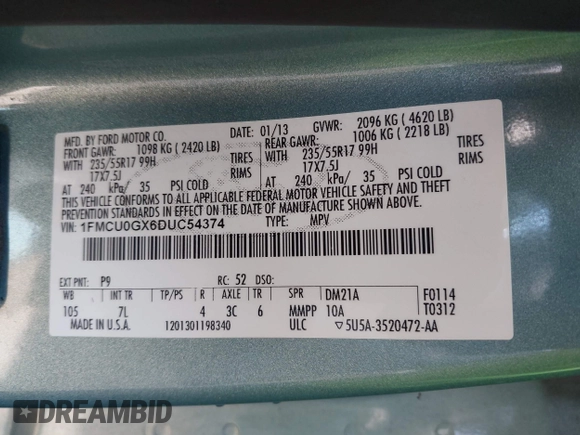 MFD. BY FORD MOTOR CO.
DATE: 01/13
GVWR: 2096 KG ( 4620 LB)
FRONT GAWR: 1098 KG ( 2420 LB)
REAR GAWR: 1006 KG ( 2218 LB)
WITH 235/55R17 99H TIRES
WITH 235/55R17 99H TIRES
17X7.5J RIMS
17X7.5J RIMS
AT 240 kPa/ 35 PSI COLD
AT 240 kPa/ 35 PSI COLD
THIS VEHICLE CONFORMS TO ALL APPLICABLE FEDERAL MOTOR VEHICLE SAFETY AND THEFT
PREVENTION STANDARDS IN EFFECT ON THE DATE OF MANUFACTURE SHOWN ABOVE.
VIN: 1FMCU0GX6DUC54374
TYPE: MPV
EXT PNT: P9 RC: 52 DSO:
WB INT TR TP/PS R AXLE TR SPR DM21A F0114
105 7L 4 3C 6 MMPP 10A T0312
MADE IN U.S.A. 1201301198340 ULC ▽5U5A-3520472-AA
DREAMBID